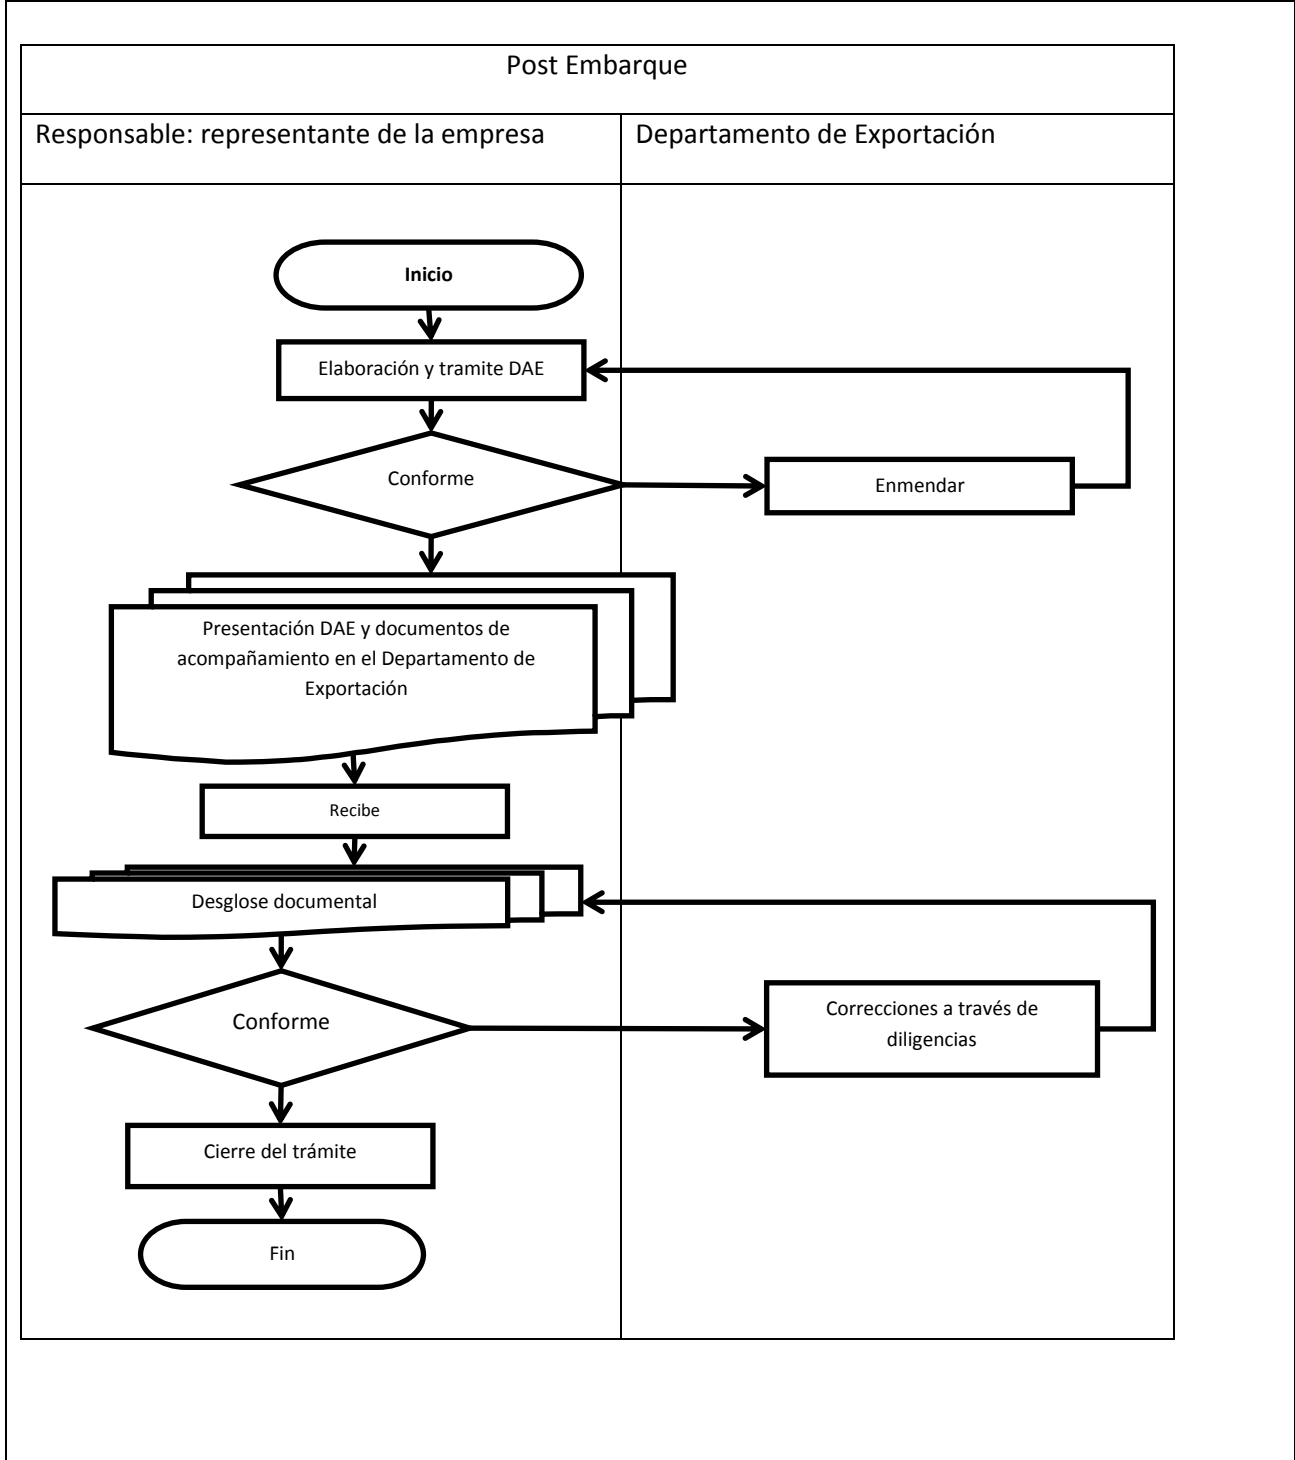 Post Embarque
Responsable: representante de la empresa
Departamento de Exportación
Inicio
Elaboración y tramite DAE
Conforme
Enmendar
Presentación DAE y documentos de
acompañamiento en el Departamento de
Exportación
Recibe
Desglose documental
Conforme
Correcciones a través de
diligencias
Cierre del trámite
Fin